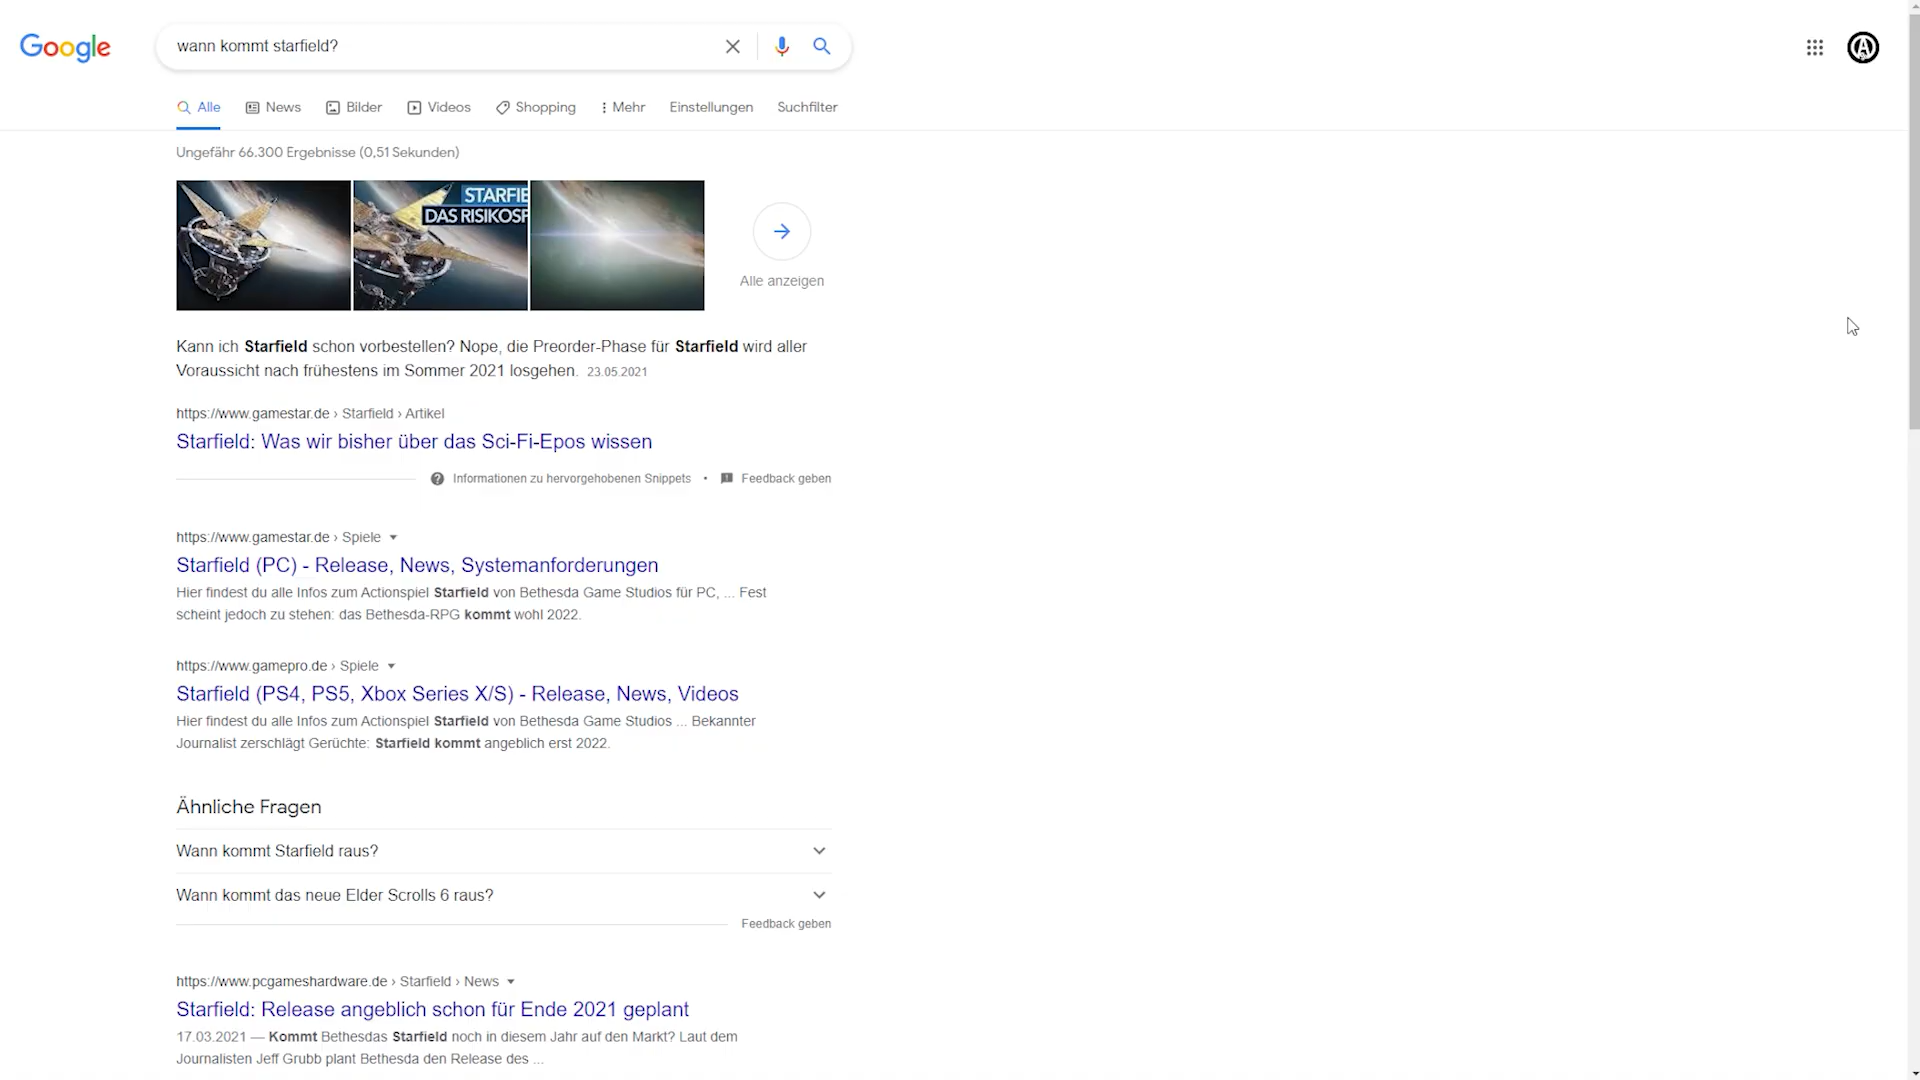 Google
wann kommt starfield?
Alle News Bilder Videos Shopping Mehr Einstellungen Suchfilter
Ungefähr 66.300 Ergebnisse (0,51 Sekunden)
STARFIE
DAS RISIKOSP
Alle anzeigen
Kann ich Starfield schon vorbestellen? Nope, die Preorder-Phase für Starfield wird aller
Voraussicht nach frühestens im Sommer 2021 losgehen. 23.05.2021
https://www.gamestar.de › Starfield › Artikel
Starfield: Was wir bisher über das Sci-Fi-Epos wissen
Informationen zu hervorgehobenen Snippets • Feedback geben
https://www.gamestar.de › Spiele
Starfield (PC) - Release, News, Systemanforderungen
Hier findest du alle Infos zum Actionspiel Starfield von Bethesda Game Studios für PC, ... Fest
scheint jedoch zu stehen: das Bethesda-RPG kommt wohl 2022.
https://www.gamepro.de › Spiele
Starfield (PS4, PS5, Xbox Series X/S) - Release, News, Videos
Hier findest du alle Infos zum Actionspiel Starfield von Bethesda Game Studios ... Bekannter
Journalist zerschlägt Gerüchte: Starfield kommt angeblich erst 2022.
Ähnliche Fragen
Wann kommt Starfield raus?
Wann kommt das neue Elder Scrolls 6 raus?
Feedback geben
https://www.pcgameshardware.de › Starfield › News
Starfield: Release angeblich schon für Ende 2021 geplant
17.03.2021 — Kommt Bethesdas Starfield noch in diesem Jahr auf den Markt? Laut dem
Journalisten Jeff Grubb plant Bethesda den Release des ...